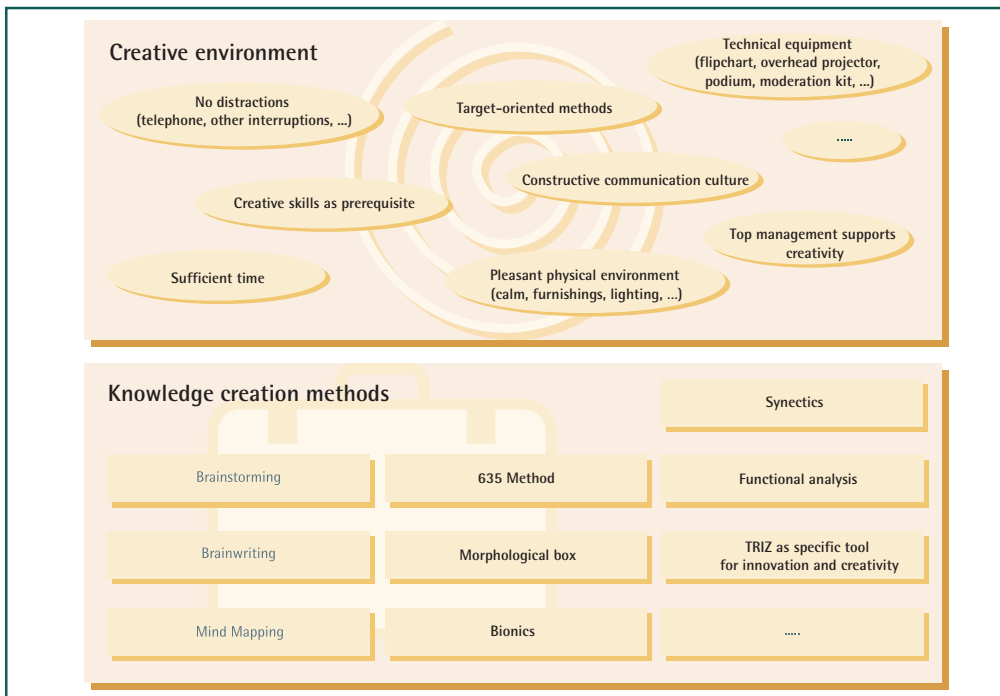 Creative environment
Technical equipment
(flipchart, overhead projector,
podium, moderation kit, ...)
No distractions
(telephone, other interruptions, ...)
Target-oriented methods
.....
Constructive communication culture
Creative skills as prerequisite
Top management supports
creativity
Sufficient time
Pleasant physical environment
(calm, furnishings, lighting, ...)
Knowledge creation methods
Synectics
Brainstorming
635 Method
Functional analysis
Brainwriting
Morphological box
TRIZ as specific tool
for innovation and creativity
Mind Mapping
Bionics
.....